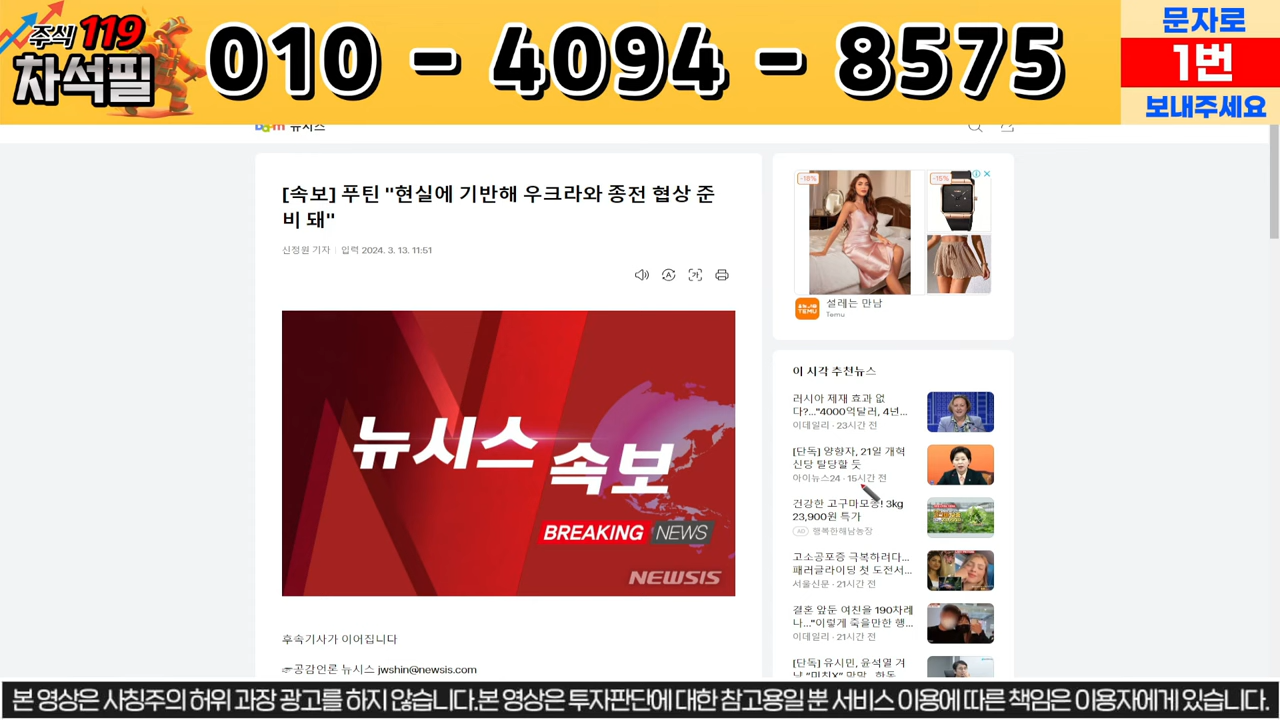 주식 119
차석필
010 - 4094 - 8575
문자로
1번
보내주세요
뉴시스
[속보] 푸틴 "현실에 기반해 우크라와 종전 협상 준
비 돼"
신정원 기자 | 입력 2024. 3. 13. 11:51
뉴시스 속보
BREAKING NEWS
NEWSIS
후속기사가 이어집니다
☞공감언론 뉴시스 jwshin@newsis.com
-18%
-15%
TEMU
설레는 만남
Temu
이 시각 추천뉴스
러시아 제재 효과 없
다?…"4000억달러, 4년…
이데일리 · 23시간 전
[단독] 양향자, 21일 개혁
신당 탈당할 듯
아이뉴스24 · 15시간 전
건강한 고구마모종! 3kg
23,900원 특가
AD 행복한해남농장
고소공포증 극복하려다…
패러글라이딩 첫 도전서…
서울신문 · 21시간 전
결혼 앞둔 여친을 190차례
나…"이렇게 죽을만한 행…
이데일리 · 21시간 전
[단독] 유시민, 윤석열 겨
본 영상은 사칭주의 허위 과장 광고를 하지 않습니다.본 영상은 투자판단에 대한 참고용일 뿐 서비스 이용에 따른 책임은 이용자에게 있습니다.